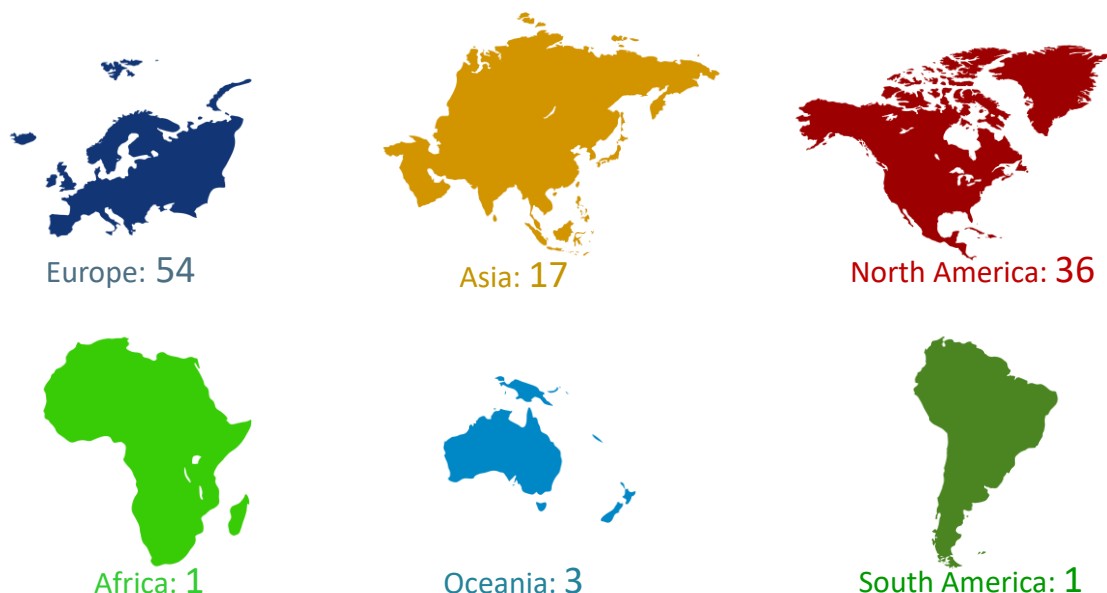 Europe: 54
Asia: 17
North America: 36
Africa: 1
Oceania: 3
South America: 1